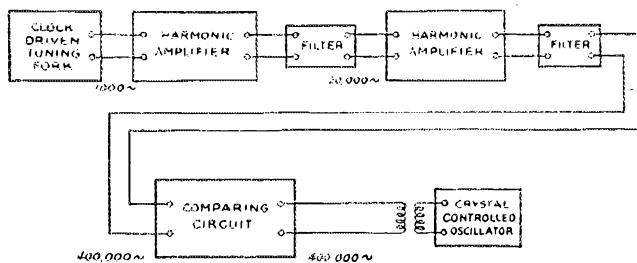 CLOCK
DRIVEN
TUNING
FORK
HARMONIC
AMPLIFIER
FILTER
HARMONIC
AMPLIFIER
FILTER
1000~
20,000~
COMPARING
CIRCUIT
CRYSTAL
CONTROLLED
OSCILLATOR
400,000~
400,000~